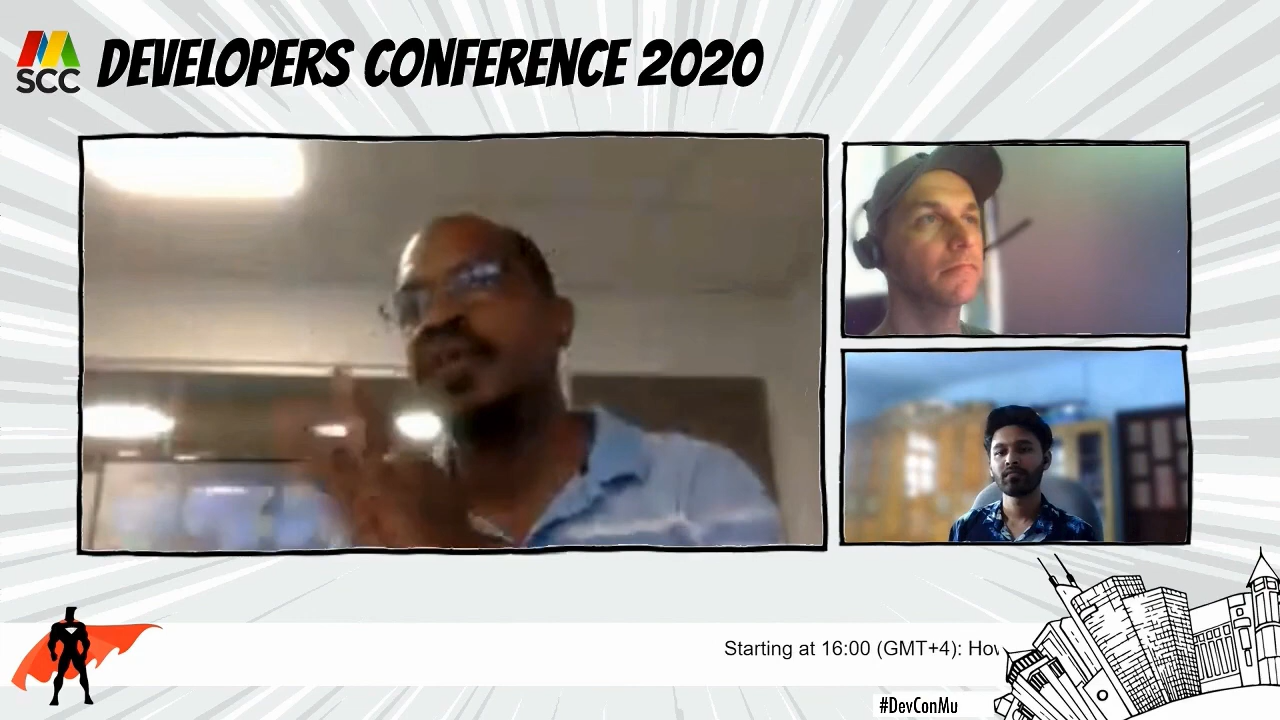 SCC
DEVELOPERS CONFERENCE 2020
Starting at 16:00 (GMT+4):
#DevConMu